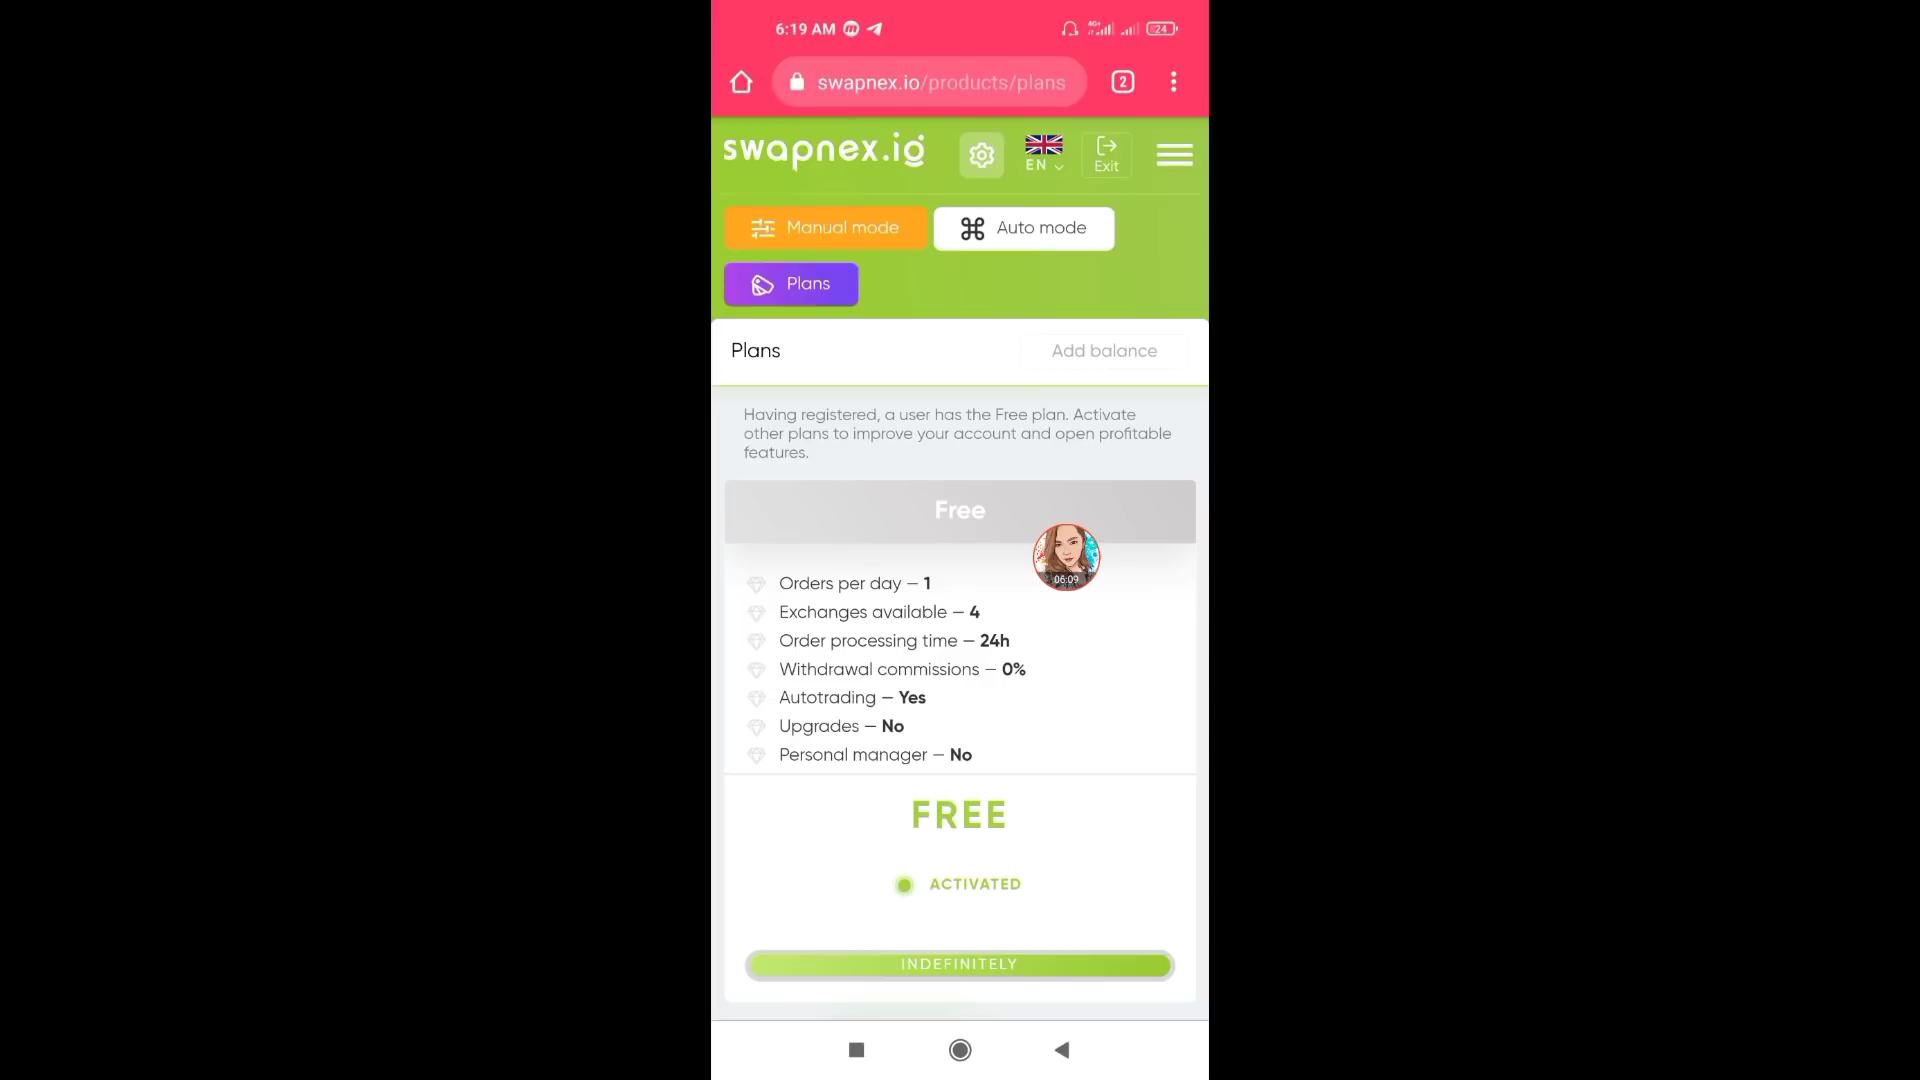 6:19 AM
4G+
24
swapnex.io/products/plans
2
swapnex.io
EN
Exit
Manual mode
Auto mode
Plans
Plans
Add balance
Having registered, a user has the Free plan. Activate
other plans to improve your account and open profitable
features.
Free
06:09
Orders per day – 1
Exchanges available – 4
Order processing time – 24h
Withdrawal commissions – 0%
Autotrading – Yes
Upgrades – No
Personal manager – No
FREE
ACTIVATED
INDEFINITELY